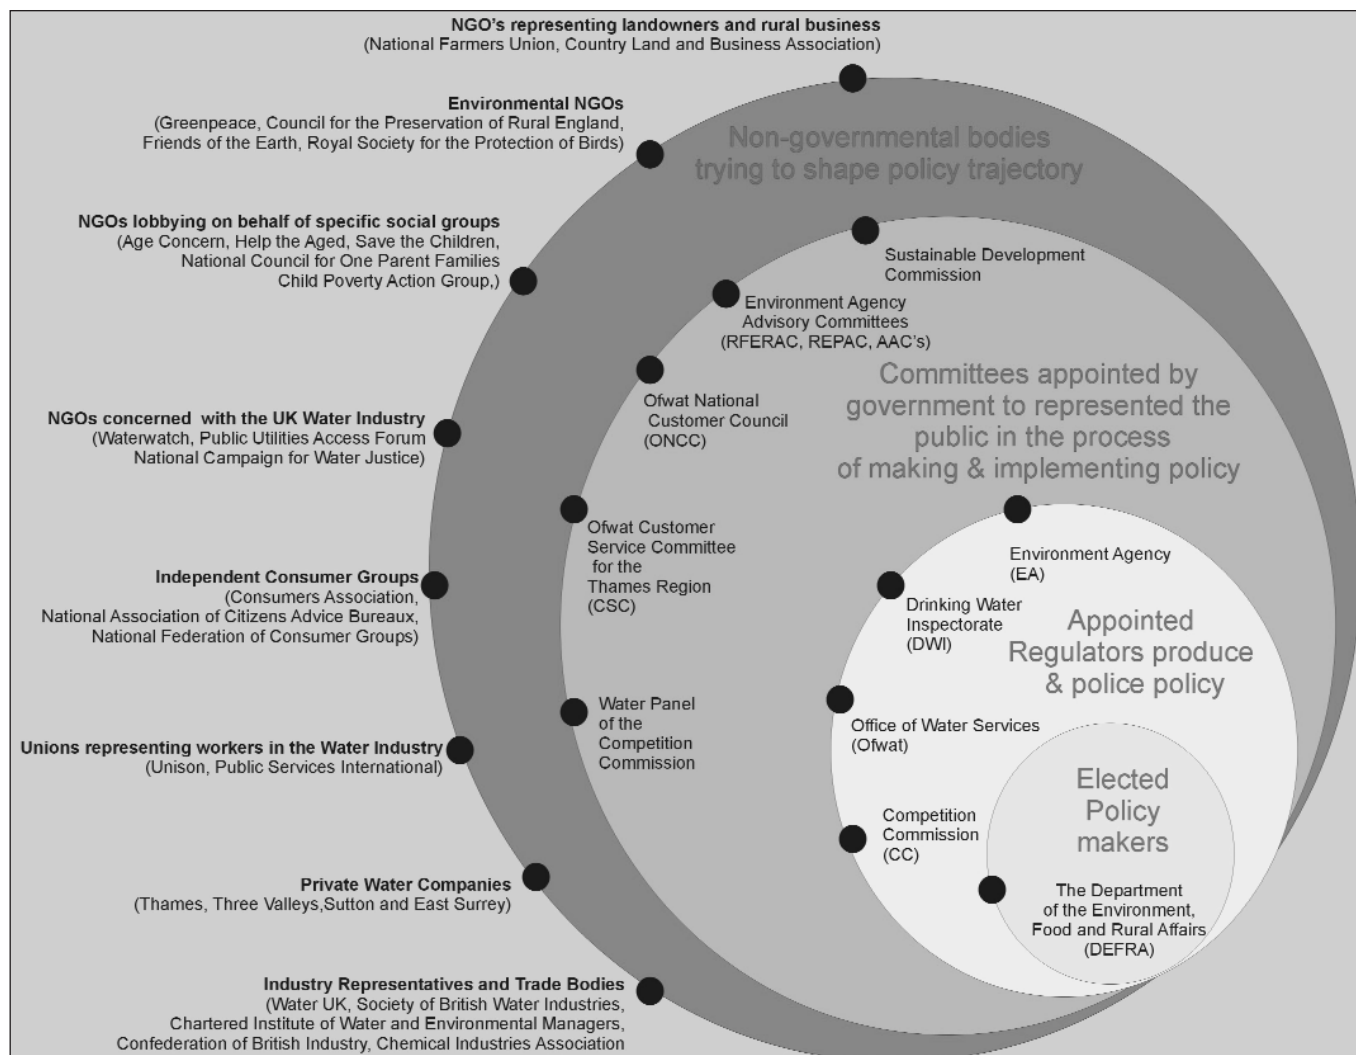 NGO's representing landowners and rural business
(National Farmers Union, Country Land and Business Association)
Environmental NGOs
(Greenpeace, Council for the Preservation of Rural England,
Friends of the Earth, Royal Society for the Protection of Birds)
Non-governmental bodies
trying to shape policy trajectory
NGOs lobbying on behalf of specific social groups
(Age Concern, Help the Aged, Save the Children,
National Council for One Parent Families
Child Poverty Action Group,)
Sustainable Development
Commission
Environment Agency
Advisory Committees
(RFERAC, REPAC, AAC's)
Committees appointed by
government to represented the
public in the process
of making & implementing policy
Ofwat National
Customer Council
(ONCC)
NGOs concerned with the UK Water Industry
(Waterwatch, Public Utilities Access Forum
National Campaign for Water Justice)
Ofwat Customer
Service Committee
for the
Thames Region
(CSC)
Environment Agency
(EA)
Independent Consumer Groups
(Consumers Association,
National Association of Citizens Advice Bureaux,
National Federation of Consumer Groups)
Drinking Water
Inspectorate
(DWI)
Appointed
Regulators produce
& police policy
Water Panel
of the
Competition
Commission
Office of Water Services
(Ofwat)
Unions representing workers in the Water Industry
(Unison, Public Services International)
Elected
Policy
makers
Competition
Commission
(CC)
Private Water Companies
(Thames, Three Valleys,Sutton and East Surrey)
The Department
of the Environment,
Food and Rural Affairs
(DEFRA)
Industry Representatives and Trade Bodies
(Water UK, Society of British Water Industries,
Chartered Institute of Water and Environmental Managers,
Confederation of British Industry, Chemical Industries Association